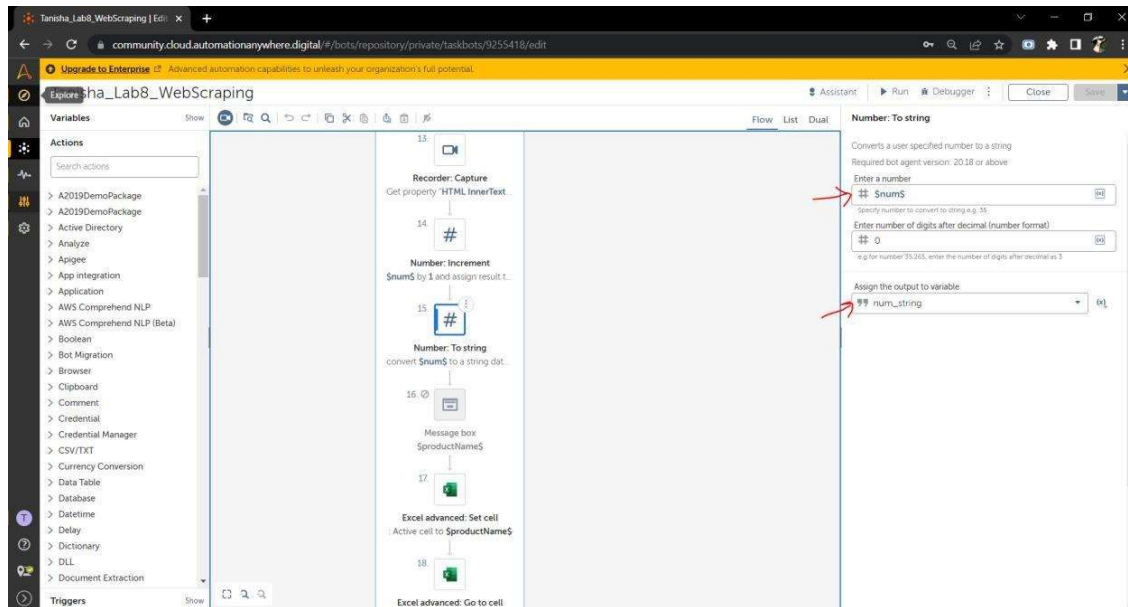 Tanisha_Lab8_WebScraping | Edit
community.cloud.automationanywhere.digital/#/bots/repository/private/taskbots/9255418/edit
Upgrade to Enterprise Advanced automation capabilities to unleash your organization's full potential.
Explore
sha_Lab8_WebScraping
Assistant
Run
Debugger
Close
Save
Variables
Show
Actions
Search actions
A2019DemoPackage
A2019DemoPackage
Active Directory
Analyze
Apigee
App integration
Application
AWS Comprehend NLP
AWS Comprehend NLP (Beta)
Boolean
Bot Migration
Browser
Clipboard
Comment
Credential
Credential Manager
CSV/TXT
Currency Conversion
Data Table
Database
Datetime
Delay
Dictionary
DLL
Document Extraction
Triggers
Show
T
Flow List Dual
13.
Recorder: Capture
Get property "HTML InnerText...
14.
#
Number: Increment
$num$ by 1 and assign result t...
15.
#
Number: To string
convert $num$ to a string dat...
16.
Message box
$productName$
17.
Excel advanced: Set cell
: Active cell to $productName$
18.
Excel advanced: Go to cell
Number: To string
Converts a user specified number to a string
Required bot agent version: 20.18 or above
Enter a number
# $num$
(x)
Specify number to convert to string e.g. 35
Enter number of digits after decimal (number format)
# 0
(x)
e.g for number 35.265, enter the number of digits after decimal as 3
Assign the output to variable
num_string
(x)